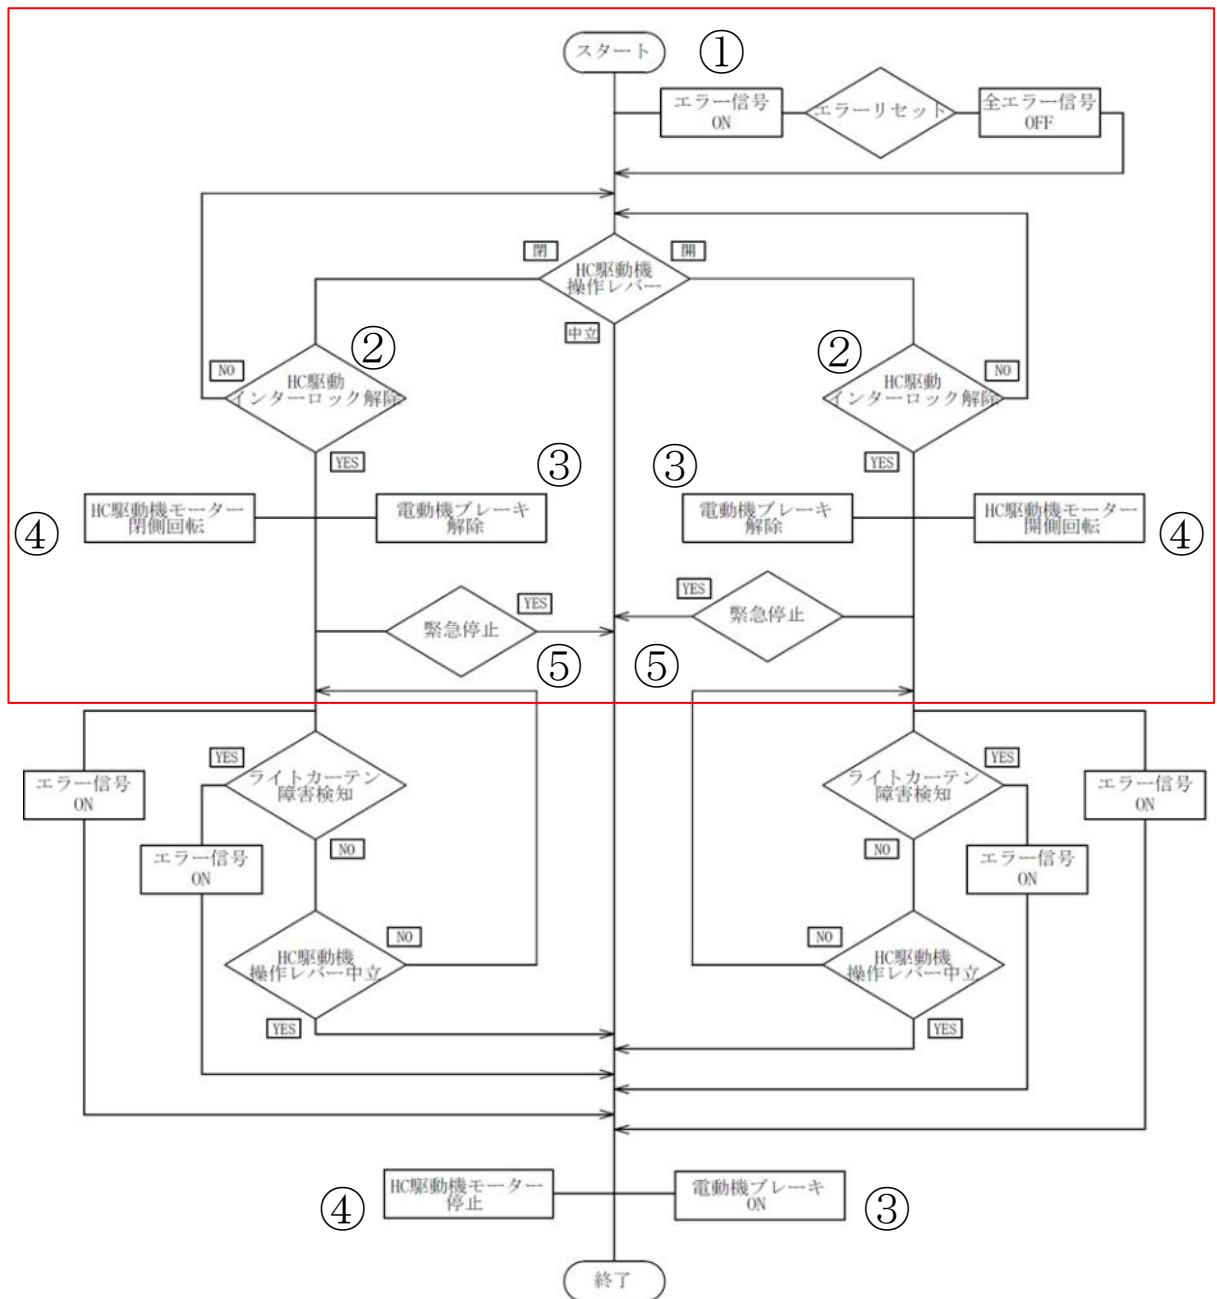 スタート
①
エラー信号
ON
エラーリセット
全エラー信号
OFF
閉
開
HC駆動機
操作レバー
中立
②
②
NO
HC駆動
インターロック解除
HC駆動
インターロック解除
NO
YES
YES
③
③
④
HC駆動機モーター
閉側回転
電動機ブレーキ
解除
電動機ブレーキ
解除
HC駆動機モーター
開側回転
④
緊急停止
YES
YES
緊急停止
⑤
⑤
エラー信号
ON
YES
ライトカーテン
障害検知
NO
エラー信号
ON
HC駆動機
操作レバー中立
NO
YES
ライトカーテン
障害検知
YES
エラー信号
ON
NO
エラー信号
ON
NO
HC駆動機
操作レバー中立
YES
④
HC駆動機モーター
停止
電動機ブレーキ
ON
③
終了